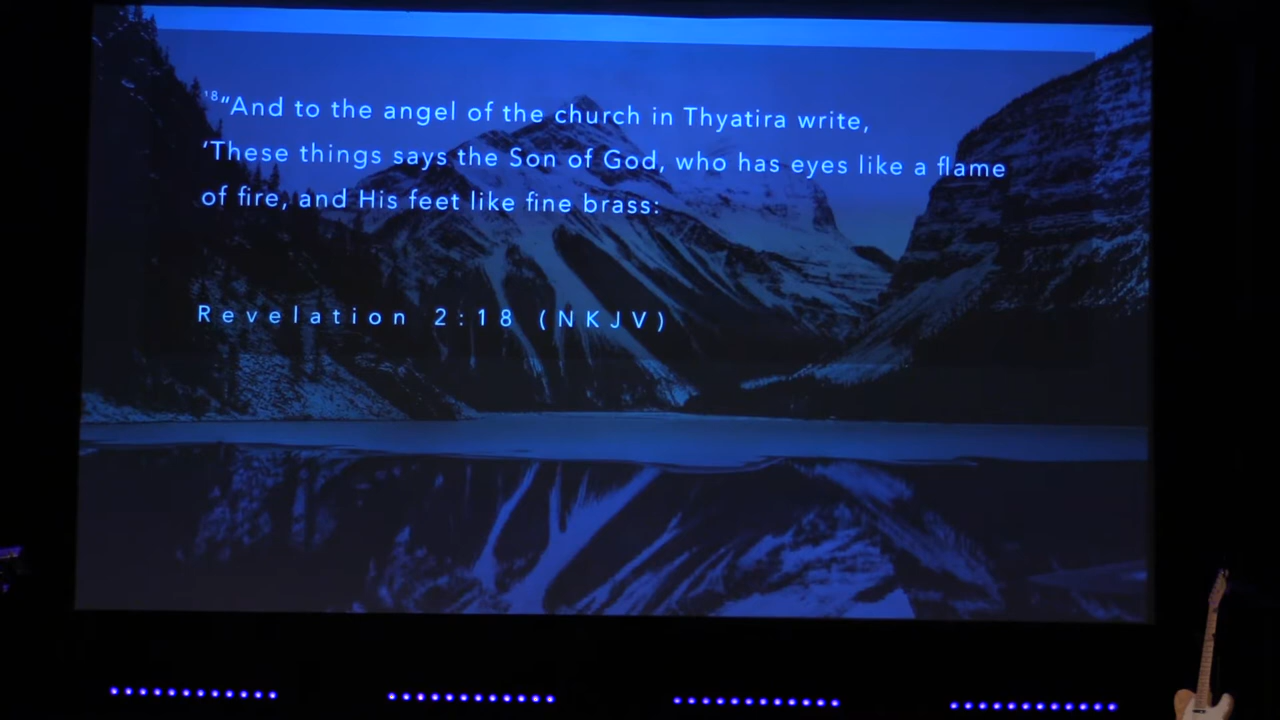 18"And to the angel of the church in Thyatira write,
'These things says the Son of God, who has eyes like a flame
of fire, and His feet like fine brass:
Revelation 2:18 (NKJV)